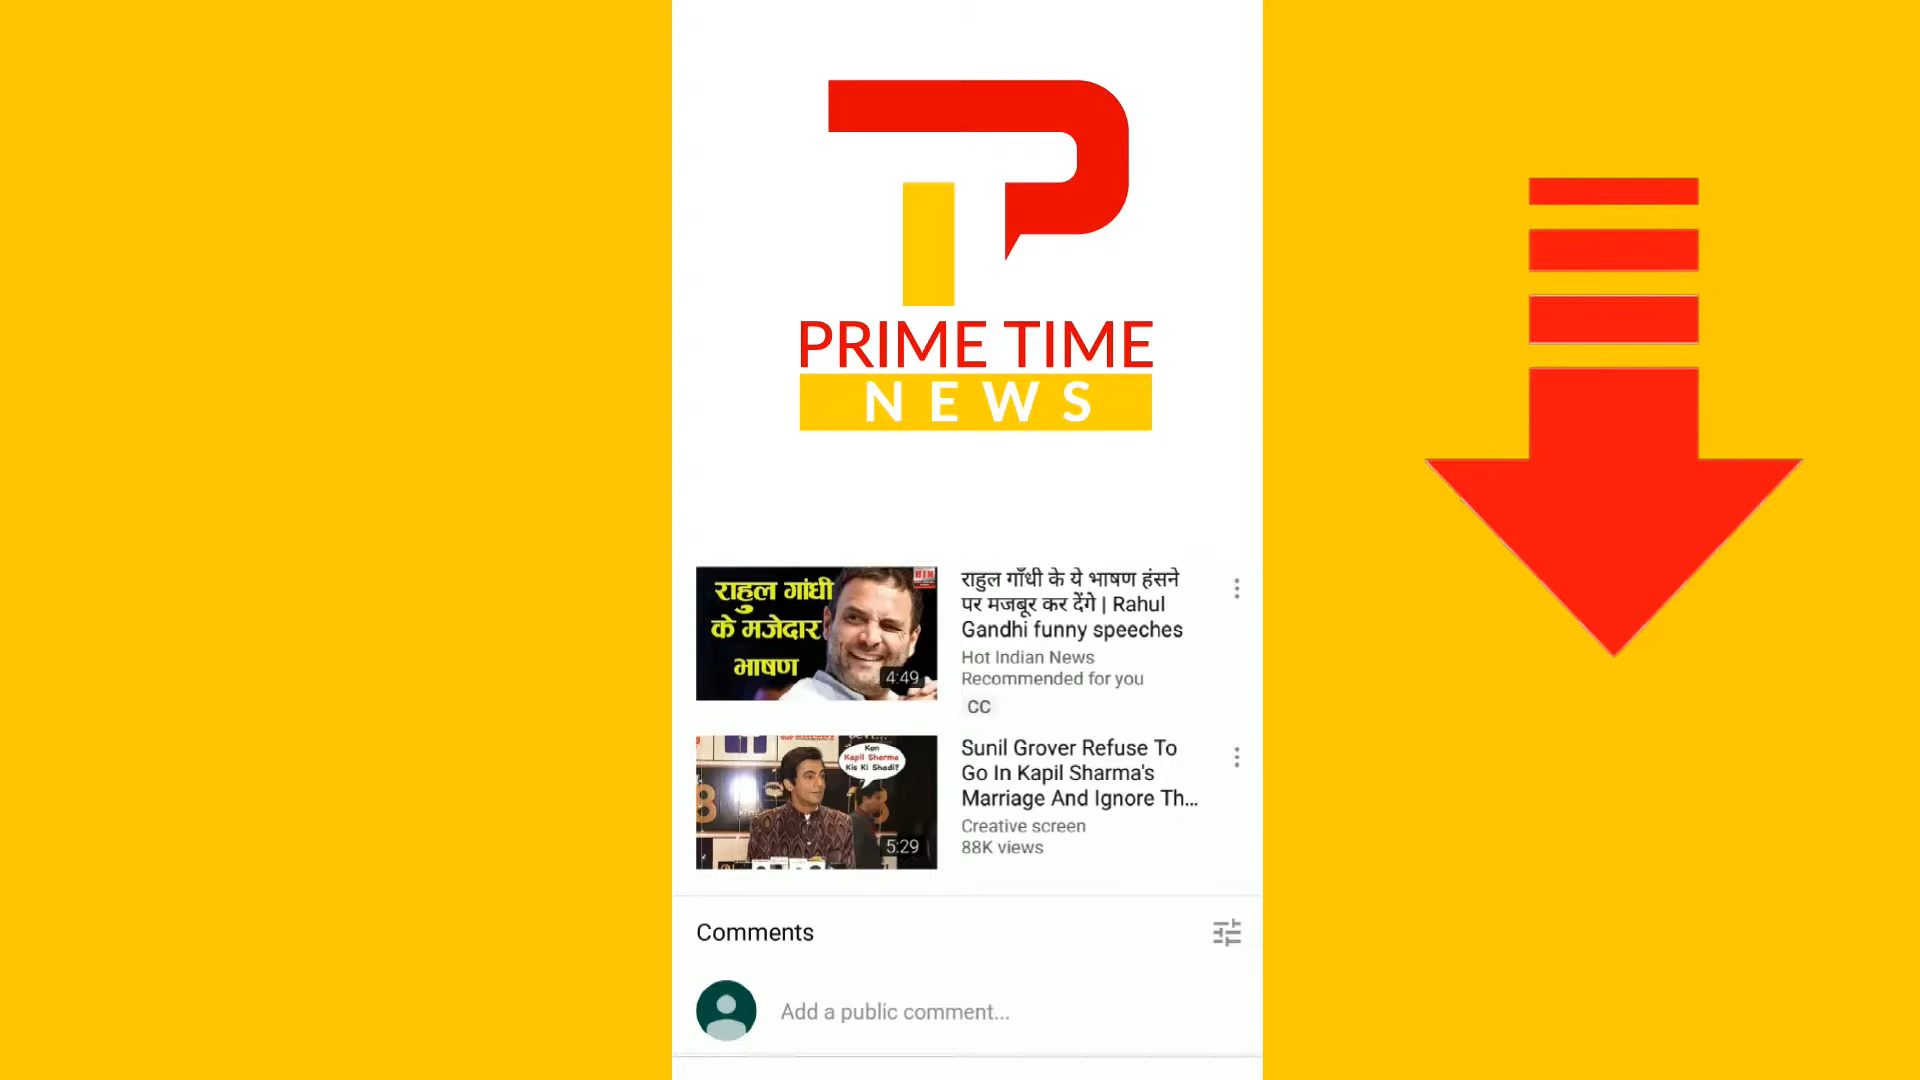 PRIME TIME
NEWS
राहुल गांधी
के मजेदार
भाषण
4:49
राहुल गाँधी के ये भाषण हंसने
पर मजबूर कर देंगे | Rahul
Gandhi funny speeches
Hot Indian News
Recommended for you
CC
Kon
Kapil Sharma
Kis Ki Shadi?
5:29
Sunil Grover Refuse To
Go In Kapil Sharma's
Marriage And Ignore Th...
Creative screen
88K views
Comments
Add a public comment...